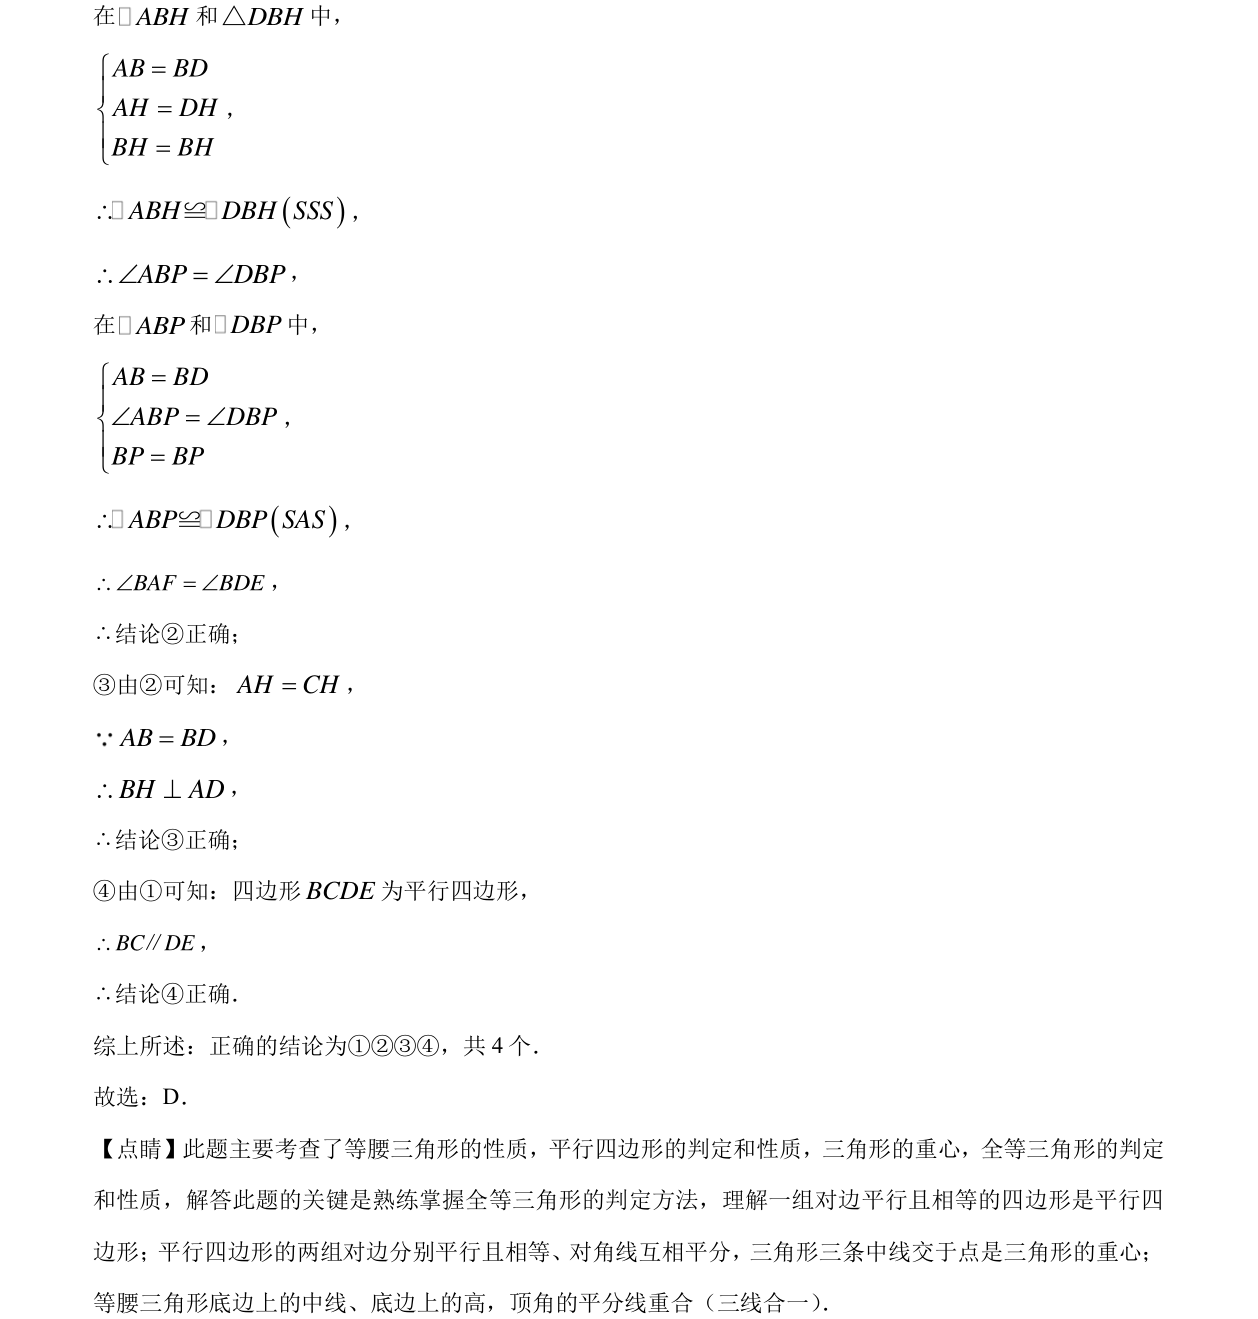 在□ABH 和△DBH 中，
{AB = BD
AH = DH ，
BH = BH
∴□ABH≌□DBH(SSS)，
∴∠ABP = ∠DBP，
在□ABP 和□DBP 中，
{AB = BD
∠ABP = ∠DBP，
BP = BP
∴□ABP≌□DBP(SAS)，
∴∠BAF = ∠BDE，
∴结论②正确；
③由②可知：AH = CH，
∵AB = BD，
∴BH ⊥ AD，
∴结论③正确；
④由①可知：四边形 BCDE 为平行四边形，
∴BC∥DE，
∴结论④正确．
综上所述：正确的结论为①②③④，共 4 个．
故选：D．
【点睛】此题主要考查了等腰三角形的性质，平行四边形的判定和性质，三角形的重心，全等三角形的判定
和性质，解答此题的关键是熟练掌握全等三角形的判定方法，理解一组对边平行且相等的四边形是平行四
边形；平行四边形的两组对边分别平行且相等、对角线互相平分，三角形三条中线交于点是三角形的重心；
等腰三角形底边上的中线、底边上的高，顶角的平分线重合（三线合一）．